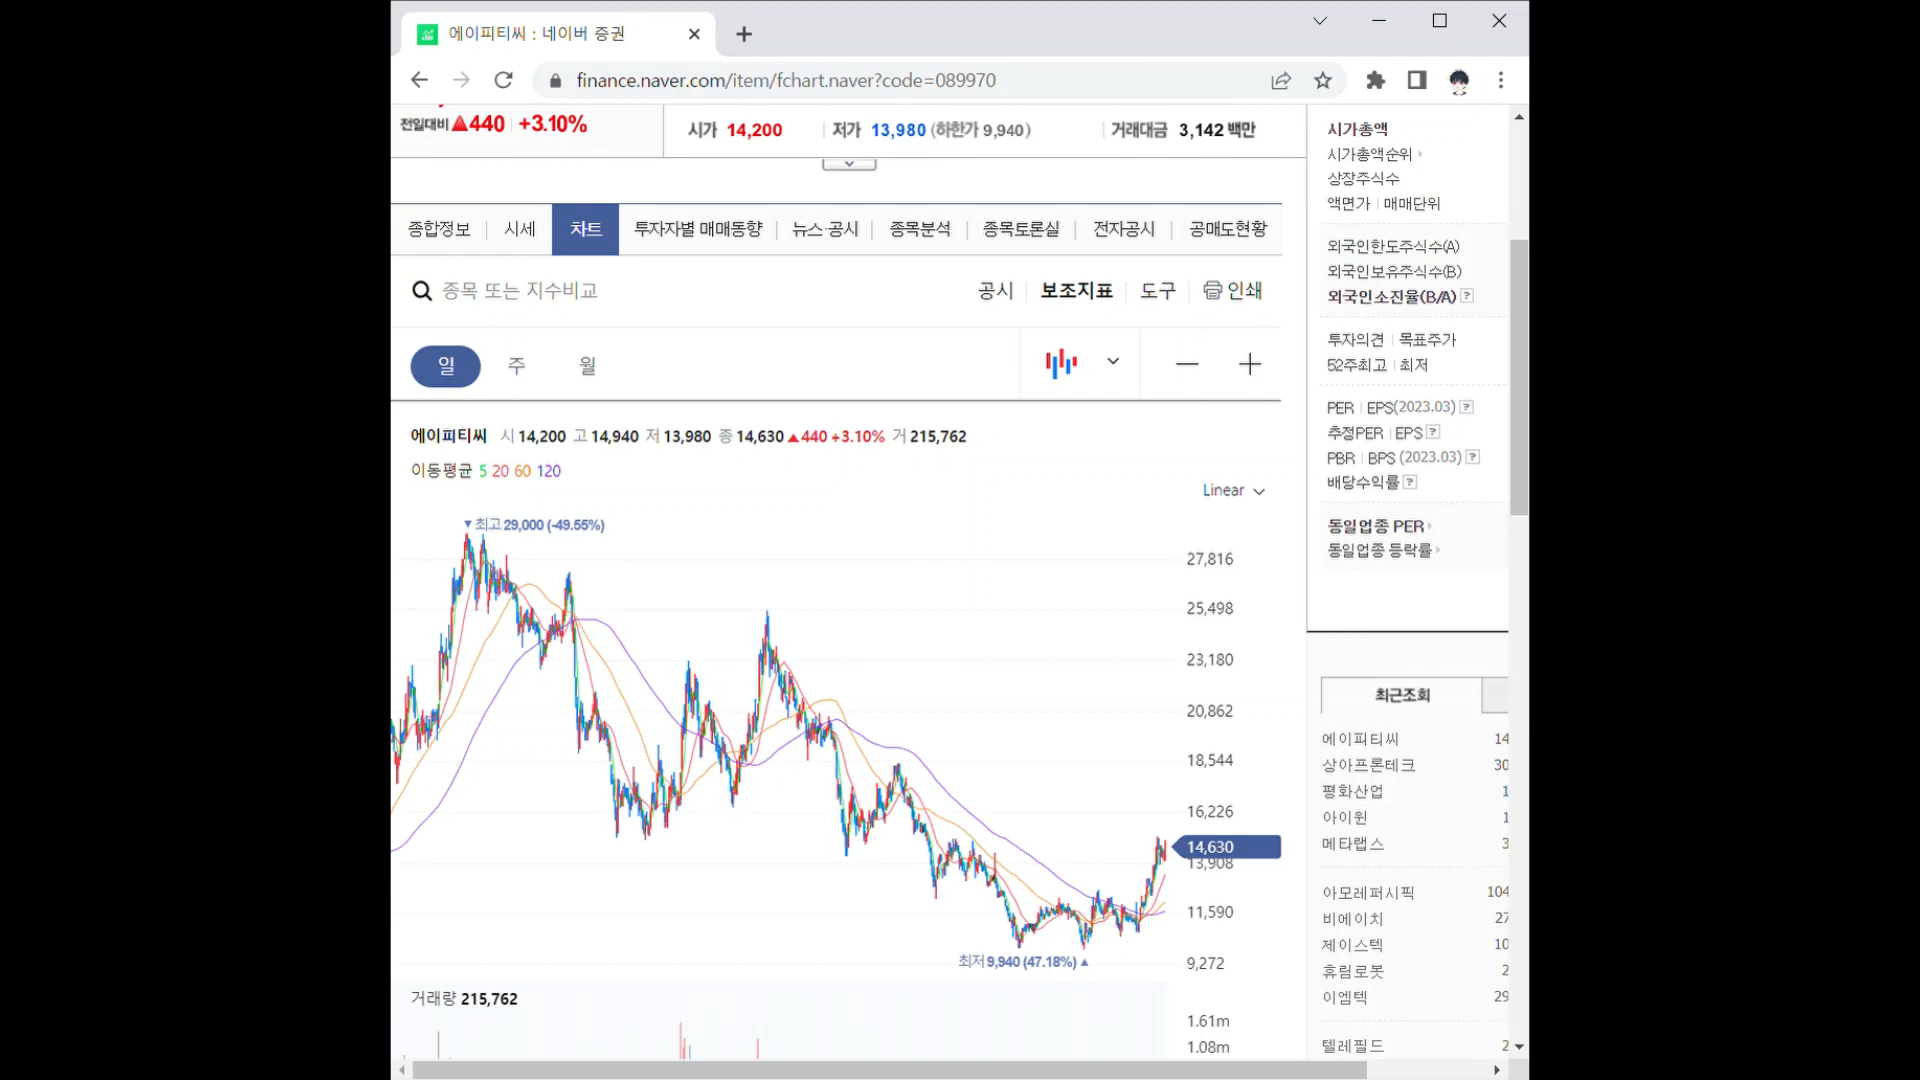 에이피티씨 : 네이버 증권
finance.naver.com/item/fchart.naver?code=089970
전일대비 ▲440 +3.10%
시가 14,200
저가 13,980 (하한가 9,940)
거래대금 3,142 백만
종합정보 시세 차트 투자자별 매매동향 뉴스·공시 종목분석 종목토론실 전자공시 공매도현황
종목 또는 지수비교
공시 보조지표 도구 인쇄
일 주 월
에이피티씨 시 14,200 고 14,940 저 13,980 종 14,630 ▲440 +3.10% 거 215,762
이동평균 5 20 60 120
Linear
▼최고 29,000 (-49.55%)
27,816
25,498
23,180
20,862
18,544
16,226
14,630
13,908
11,590
최저 9,940 (47.18%) ▲
9,272
거래량 215,762
1.61m
1.08m
시가총액
시가총액순위
상장주식수
액면가 매매단위
외국인한도주식수(A)
외국인보유주식수(B)
외국인소진율(B/A) ?
투자의견 목표주가
52주최고 최저
PER EPS(2023.03) ?
추정PER EPS ?
PBR BPS (2023.03) ?
배당수익률 ?
동일업종 PER
동일업종 등락률
최근조회
에이피티씨 14
상아프론테크 30
평화산업 1
아이윈 1
메타랩스 3
아모레퍼시픽 104
비에이치 27
제이스텍 10
휴림로봇 2
이엠텍 29
텔레필드 2